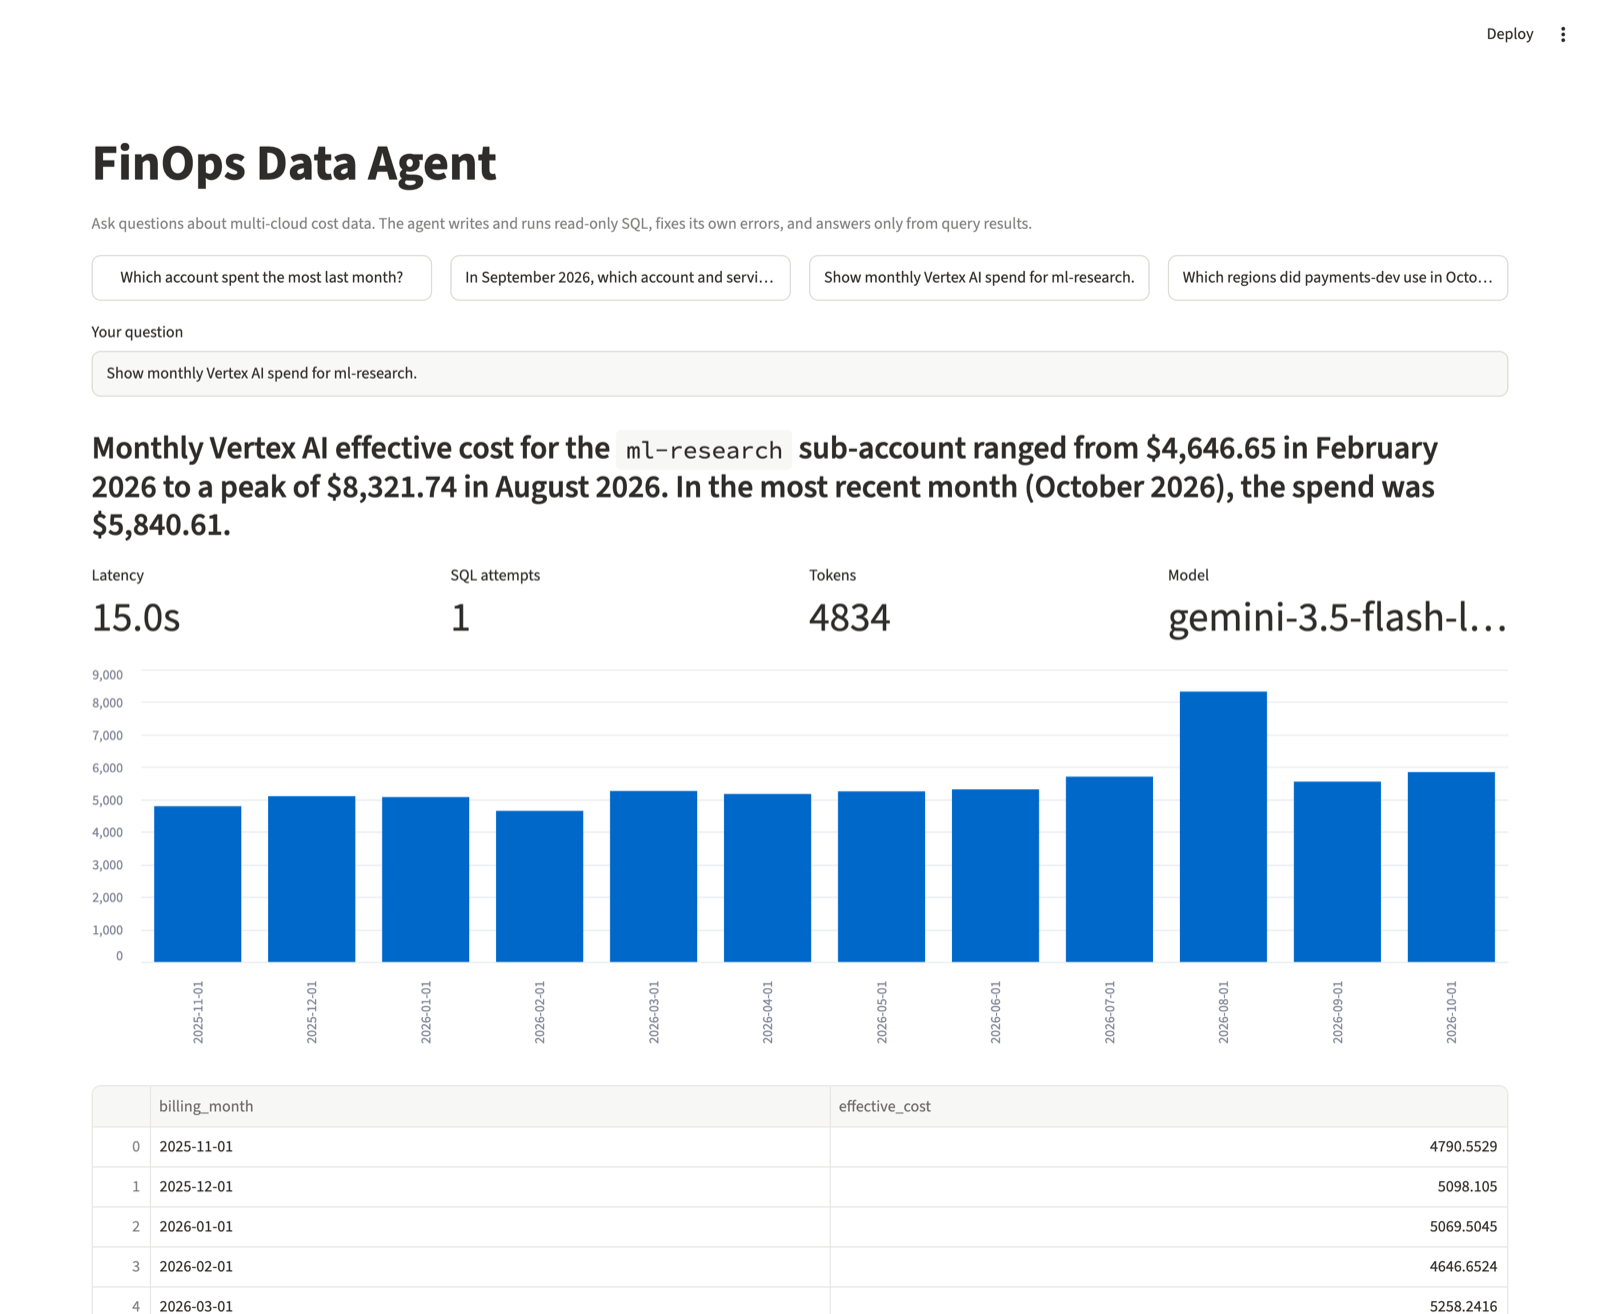 Deploy
FinOps Data Agent
Ask questions about multi-cloud cost data. The agent writes and runs read-only SQL, fixes its own errors, and answers only from query results.
Which account spent the most last month?
In September 2026, which account and servi…
Show monthly Vertex AI spend for ml-research.
Which regions did payments-dev use in Octo…
Your question
Show monthly Vertex AI spend for ml-research.
Monthly Vertex AI effective cost for the ml-research sub-account ranged from $4,646.65 in February
2026 to a peak of $8,321.74 in August 2026. In the most recent month (October 2026), the spend was
$5,840.61.
Latency
15.0s
SQL attempts
1
Tokens
4834
Model
gemini-3.5-flash-l…
9,000
8,000
7,000
6,000
5,000
4,000
3,000
2,000
1,000
0
2025-11-01
2025-12-01
2026-01-01
2026-02-01
2026-03-01
2026-04-01
2026-05-01
2026-06-01
2026-07-01
2026-08-01
2026-09-01
2026-10-01
billing_month effective_cost
0 2025-11-01 4790.5529
1 2025-12-01 5098.105
2 2026-01-01 5069.5045
3 2026-02-01 4646.6524
4 2026-03-01 5258.2416